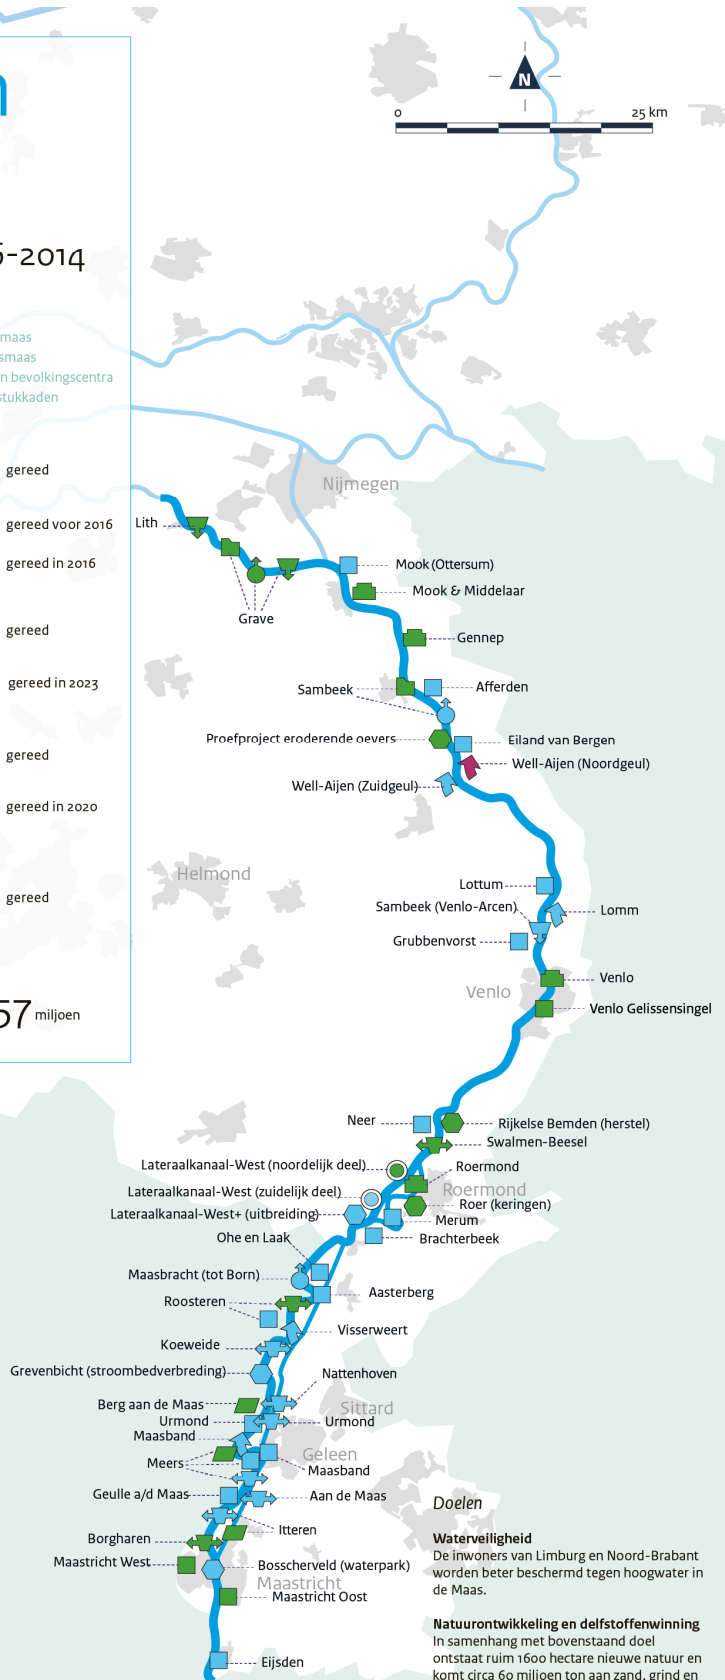 N
0 25 km
-2014
maas
smaas
n bevolkingscentra
stukkaden
gereed
gereed voor 2016
gereed in 2016
gereed
gereed in 2023
gereed
gereed in 2020
gereed
57 miljoen
Nijmegen
Lith
Mook (Ottersum)
Mook & Middelaar
Grave
Gennep
Sambeek
Afferden
Proefproject eroderende oevers
Eiland van Bergen
Well-Aijen (Noordgeul)
Well-Aijen (Zuidgeul)
Helmond
Lottum
Sambeek (Venlo-Arcen)
Lomm
Grubbenvorst
Venlo
Venlo
Venlo Gelissensingel
Neer
Rijkelse Bemden (herstel)
Swalmen-Beesel
Lateraalkanaal-West (noordelijk deel)
Roermond
Roermond
Lateraalkanaal-West (zuidelijk deel)
Roer (keringen)
Lateraalkanaal-West+ (uitbreiding)
Merum
Ohe en Laak
Brachterbeek
Maasbracht (tot Born)
Aasterberg
Roosteren
Visserweert
Koeweide
Grevenbicht (stroombedverbreding)
Nattenhoven
Berg aan de Maas
Sittard
Urmond
Urmond
Maasband
Geleen
Meers
Maasband
Geulle a/d Maas
Aan de Maas
Itteren
Borgharen
Maastricht West
Bosscherveld (waterpark)
Maastricht
Maastricht Oost
Eijsden
Doelen
Waterveiligheid
De inwoners van Limburg en Noord-Brabant
worden beter beschermd tegen hoogwater in
de Maas.
Natuurontwikkeling en delfstoffenwinning
In samenhang met bovenstaand doel
ontstaat ruim 1600 hectare nieuwe natuur en
komt circa 60 miljoen ton aan zand, grind en